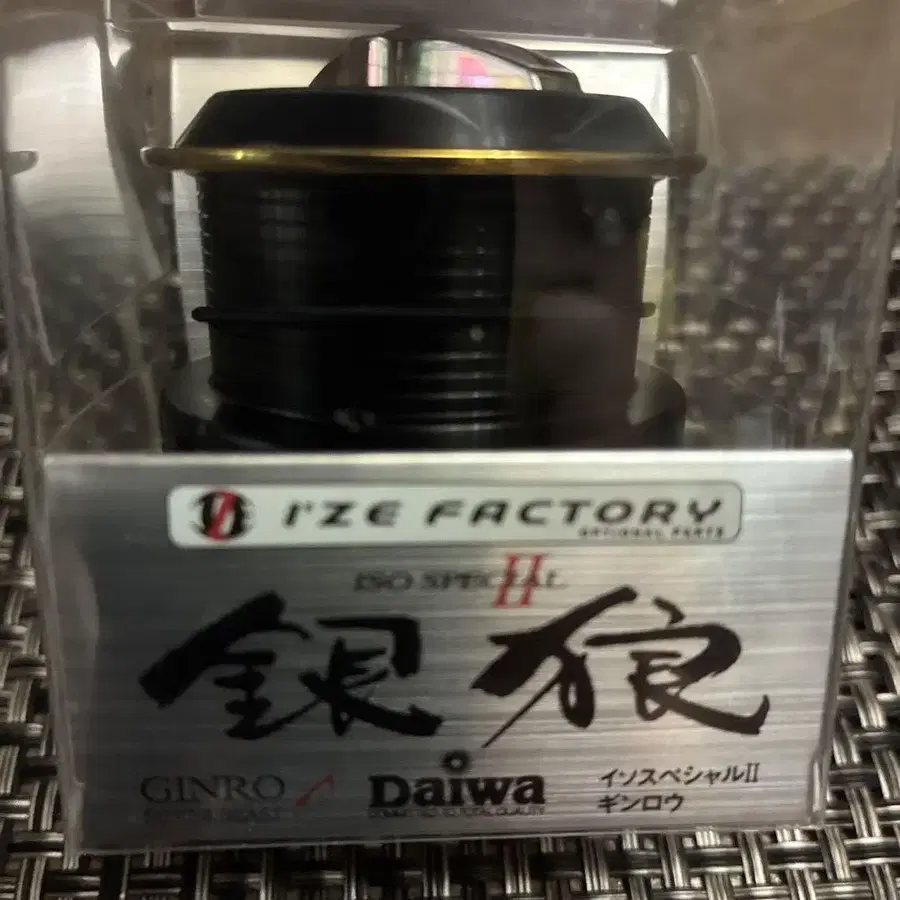 I'ZE FACTORY
OPTIONAL PARTS
ISO SPECIAL II
銀狼
GINRO
Daiwa
イソスペシャルII
ギンロウ